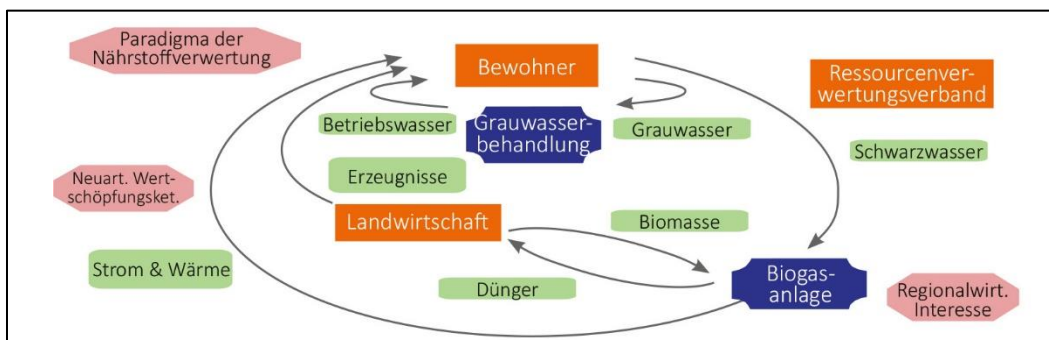 Paradigma der
Nährstoffverwertung
Bewohner
Ressourcenver-
wertungsverband
Betriebswasser
Grauwasser-
behandlung
Grauwasser
Schwarzwasser
Erzeugnisse
Neuart. Wert-
schöpfungsket.
Landwirtschaft
Biomasse
Strom & Wärme
Dünger
Biogas-
anlage
Regionalwirt.
Interesse